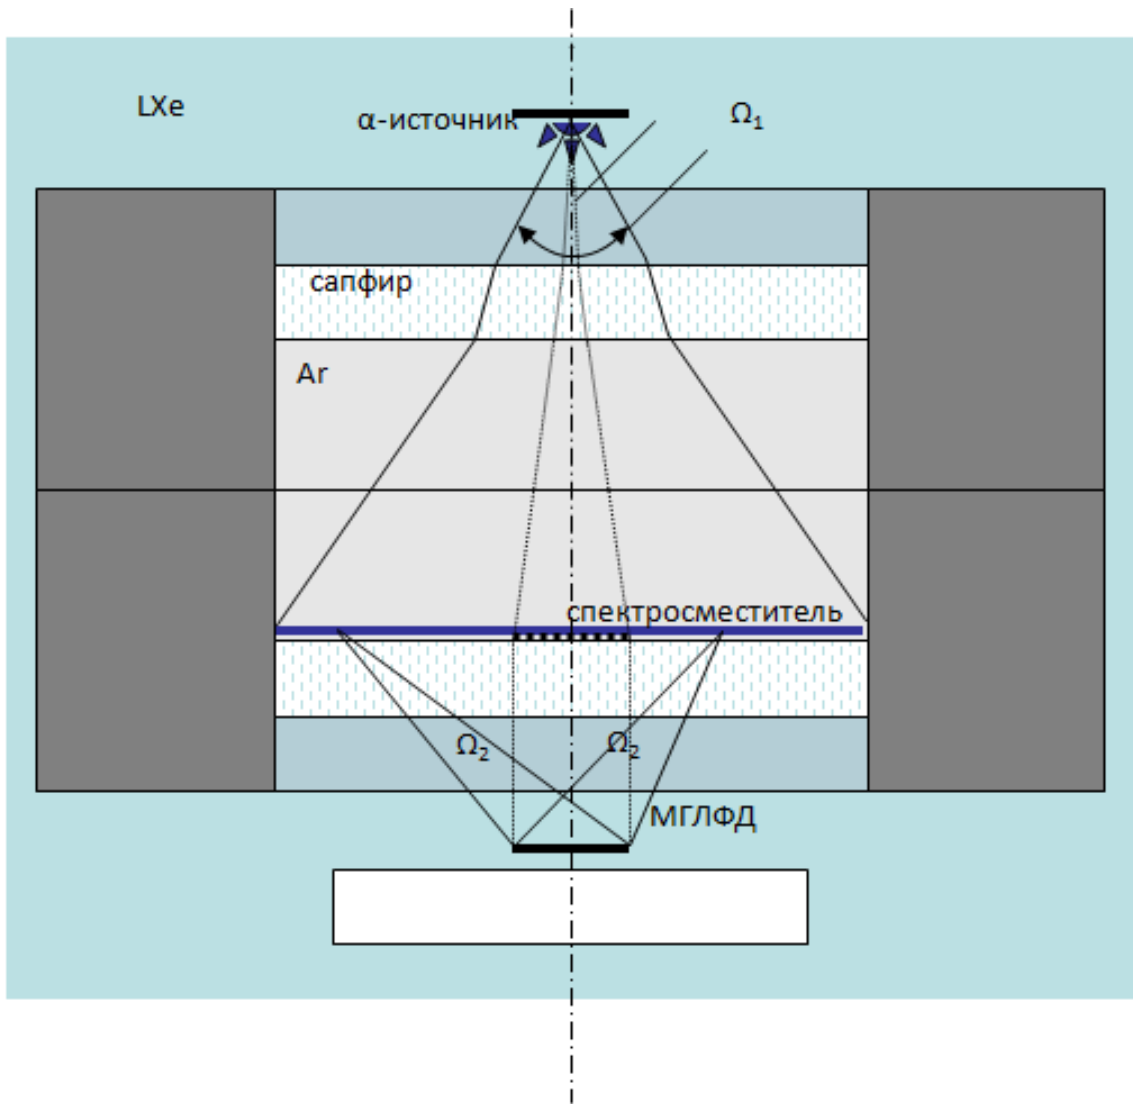 LXe
α-источник
Ω₁
сапфир
Ar
спектросместитель
Ω₂
Ω₂
МГЛФД